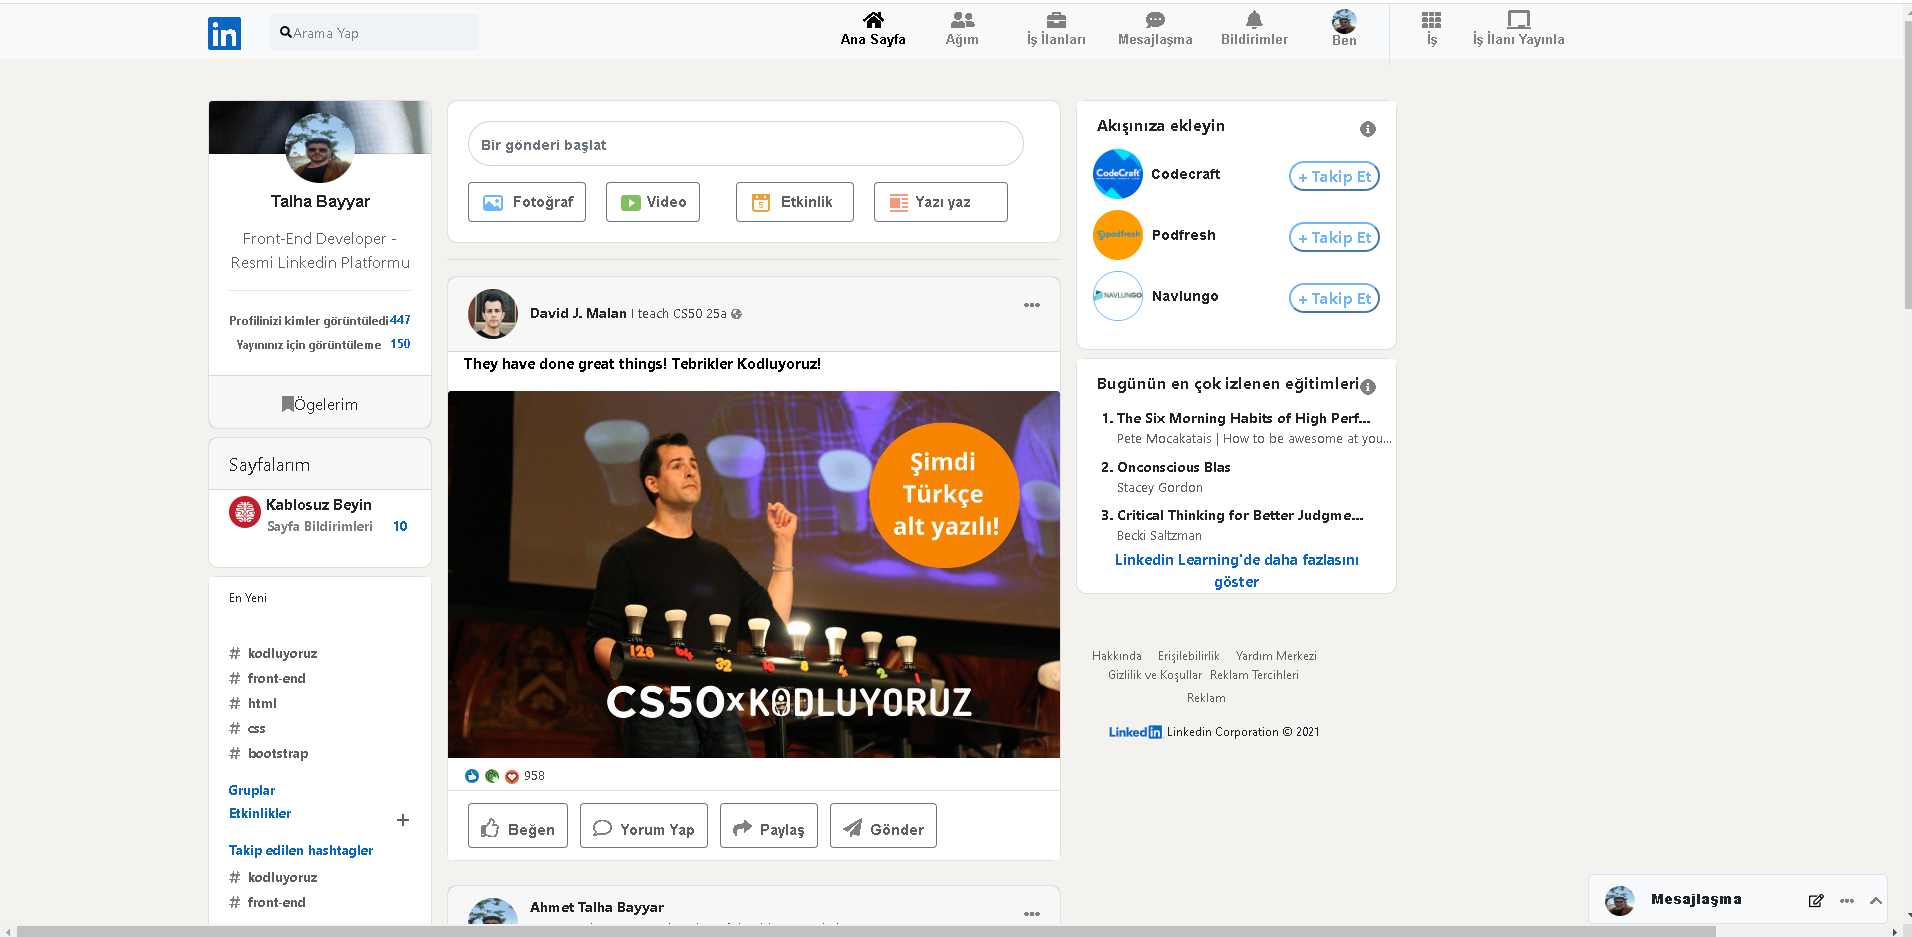 in
Arama Yap
Ana Sayfa
Ağım
İş İlanları
Mesajlaşma
Bildirimler
Ben
İş
İş İlanı Yayınla
Talha Bayyar
Front-End Developer -
Resmi Linkedin Platformu
Profilinizi kimler görüntüledi 447
Yayınınız için görüntüleme 150
Ögelerim
Sayfalarım
Kablosuz Beyin
Sayfa Bildirimleri 10
En Yeni
# kodluyoruz
# front-end
# html
# css
# bootstrap
Gruplar
Etkinlikler
+
Takip edilen hashtagler
# kodluyoruz
# front-end
Bir gönderi başlat
Fotoğraf
Video
5
Etkinlik
Yazı yaz
David J. Malan I teach CS50 25a
They have done great things! Tebrikler Kodluyoruz!
Şimdi
Türkçe
alt yazılı!
128 64 32 16 8 4 2 1
CS50xKODLUYORUZ
958
Beğen
Yorum Yap
Paylaş
Gönder
Ahmet Talha Bayyar
Akışınıza ekleyin
CodeCraft
Codecraft
+ Takip Et
podfresh
Podfresh
+ Takip Et
NAVLUNGO
Navlungo
+ Takip Et
Bugünün en çok izlenen eğitimleri
1. The Six Morning Habits of High Perf...
Pete Mocakatais | How to be awesome at you...
2. Onconscious Blas
Stacey Gordon
3. Critical Thinking for Better Judgme...
Becki Saltzman
Linkedin Learning'de daha fazlasını
göster
Hakkında Erişilebilirlik Yardım Merkezi
Gizlilik ve Koşullar Reklam Tercihleri
Reklam
Linkedin Linkedin Corporation © 2021
Mesajlaşma